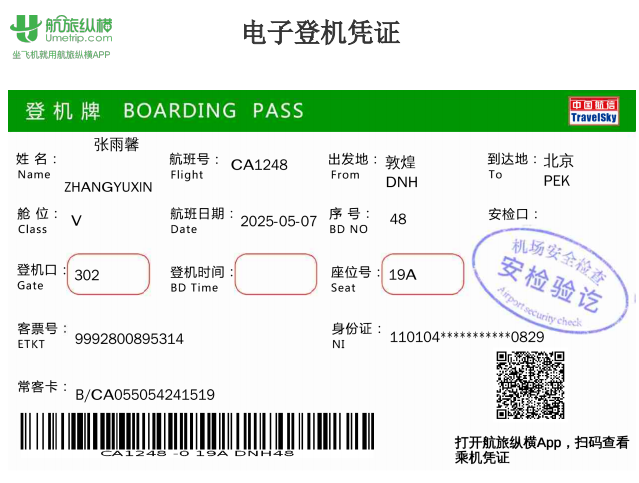 航旅纵横
Umetrip.com
坐飞机就用航旅纵横APP
电子登机凭证
登机牌 BOARDING PASS
中国航信
TravelSky
姓名: 张雨馨
Name ZHANGYUXIN
航班号: CA1248
Flight
出发地: 敦煌
From DNH
到达地: 北京
To PEK
舱位: V
Class
航班日期: 2025-05-07
Date
序号: 48
BD NO
安检口:
登机口: 302
Gate
登机时间:
BD Time
座位号: 19A
Seat
机场安全检查
安检验讫
Airport security check
客票号: 9992800895314
ETKT
身份证: 110104***********0829
NI
常客卡: B/CA055054241519
CA1248 -0 19A DNH48
打开航旅纵横App，扫码查看
乘机凭证